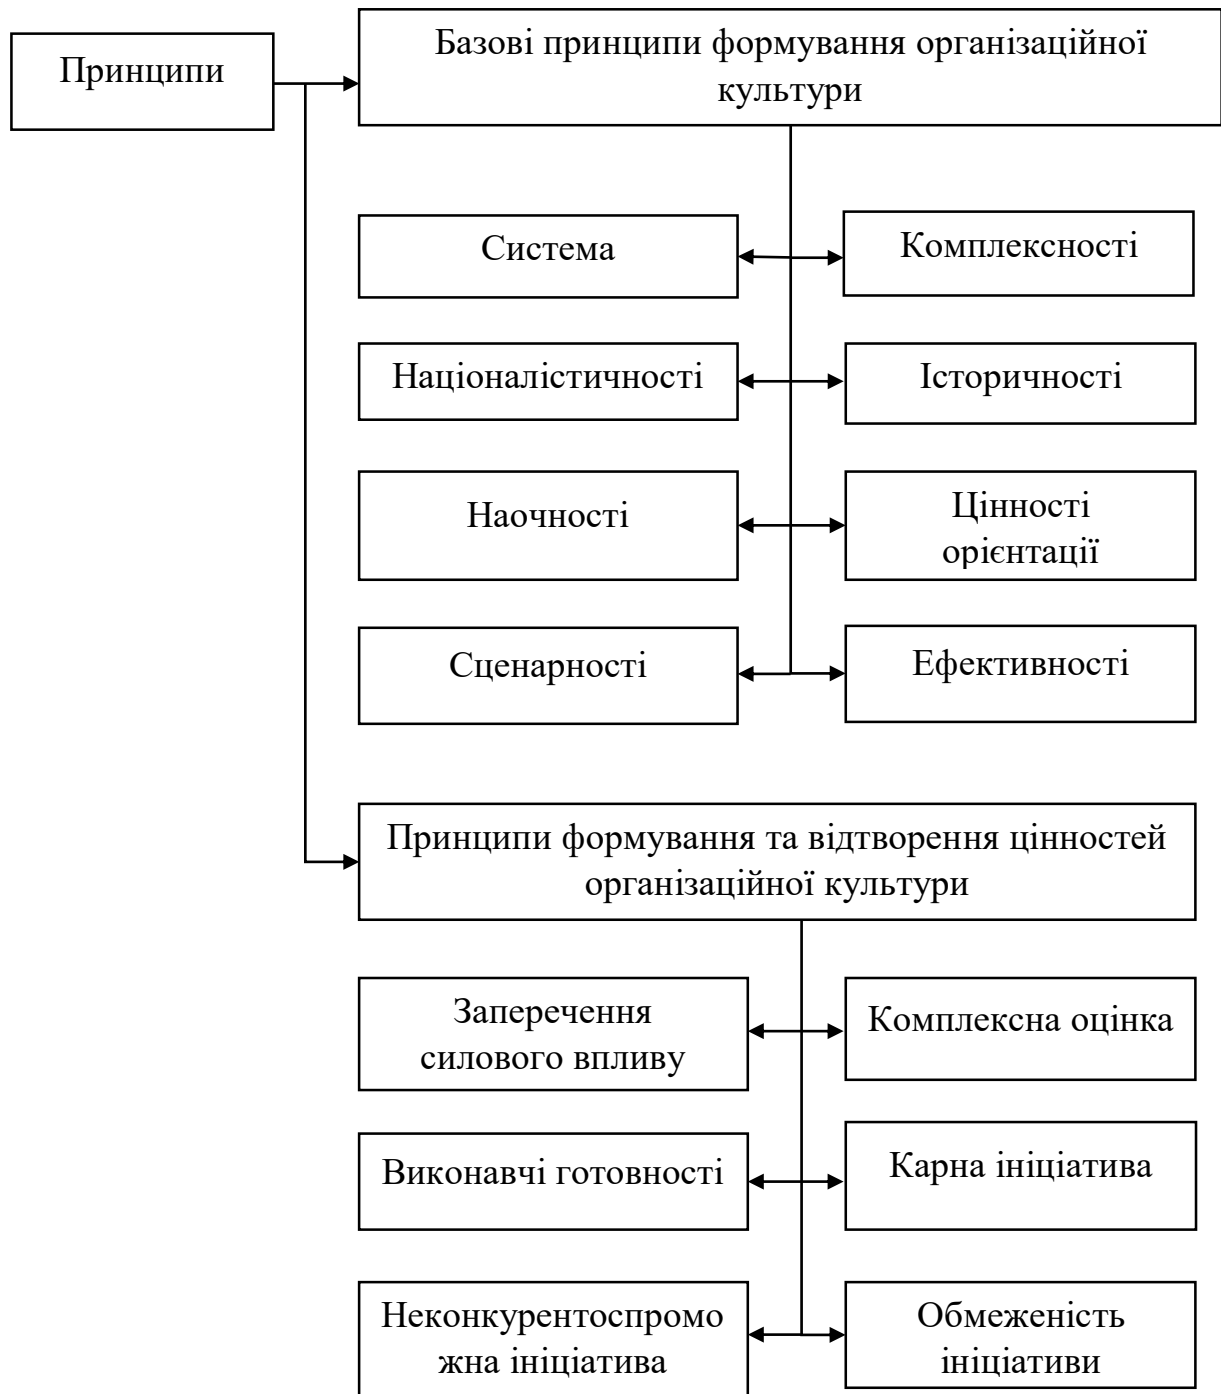 Принципи
Базові принципи формування організаційної
культури
Система
Комплексності
Націоналістичності
Історичності
Наочності
Цінності
орієнтації
Сценарності
Ефективності
Принципи формування та відтворення цінностей
організаційної культури
Заперечення
силового впливу
Комплексна оцінка
Виконавчі готовності
Карна ініціатива
Неконкурентоспромо
жна ініціатива
Обмеженість
ініціативи